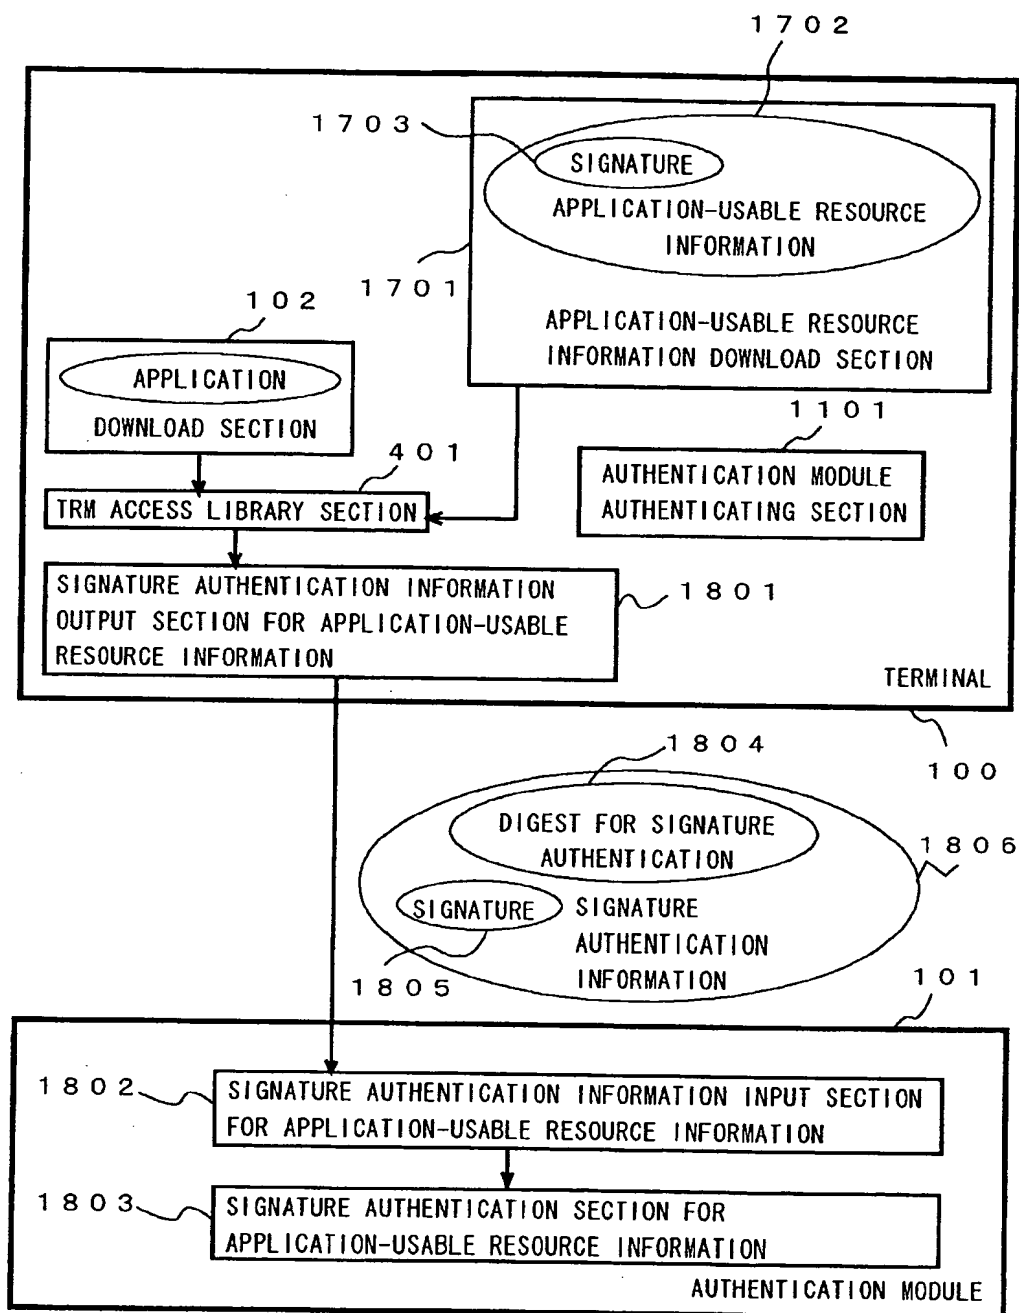 1702
1703
SIGNATURE
APPLICATION-USABLE RESOURCE
INFORMATION
1701
102
APPLICATION-USABLE RESOURCE
INFORMATION DOWNLOAD SECTION
APPLICATION
DOWNLOAD SECTION
1101
401
AUTHENTICATION MODULE
AUTHENTICATING SECTION
TRM ACCESS LIBRARY SECTION
SIGNATURE AUTHENTICATION INFORMATION
OUTPUT SECTION FOR APPLICATION-USABLE
RESOURCE INFORMATION
1801
TERMINAL
100
1804
DIGEST FOR SIGNATURE
AUTHENTICATION
1806
SIGNATURE
SIGNATURE
AUTHENTICATION
INFORMATION
1805
101
1802
SIGNATURE AUTHENTICATION INFORMATION INPUT SECTION
FOR APPLICATION-USABLE RESOURCE INFORMATION
1803
SIGNATURE AUTHENTICATION SECTION FOR
APPLICATION-USABLE RESOURCE INFORMATION
AUTHENTICATION MODULE